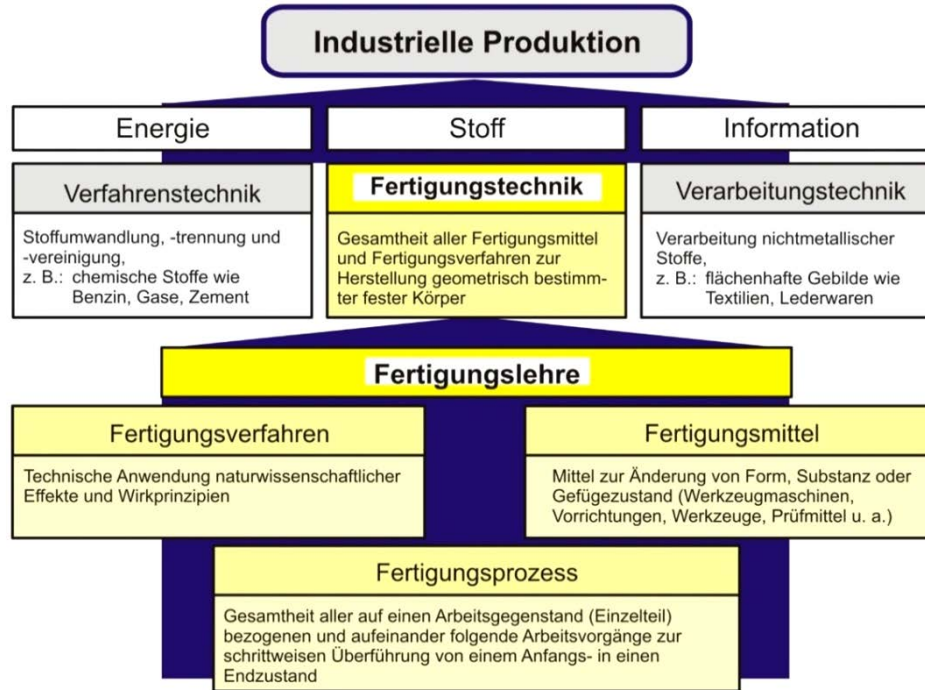 Industrielle Produktion
Energie
Stoff
Information
Verfahrenstechnik
Stoffumwandlung, -trennung und
-vereinigung,
z. B.: chemische Stoffe wie
Benzin, Gase, Zement
Fertigungstechnik
Gesamtheit aller Fertigungsmittel
und Fertigungsverfahren zur
Herstellung geometrisch bestimm-
ter fester Körper
Verarbeitungstechnik
Verarbeitung nichtmetallischer
Stoffe,
z. B.: flächenhafte Gebilde wie
Textilien, Lederwaren
Fertigungslehre
Fertigungsverfahren
Technische Anwendung naturwissenschaftlicher
Effekte und Wirkprinzipien
Fertigungsmittel
Mittel zur Änderung von Form, Substanz oder
Gefügezustand (Werkzeugmaschinen,
Vorrichtungen, Werkzeuge, Prüfmittel u. a.)
Fertigungsprozess
Gesamtheit aller auf einen Arbeitsgegenstand (Einzelteil)
bezogenen und aufeinander folgende Arbeitsvorgänge zur
schrittweisen Überführung von einem Anfangs- in einen
Endzustand